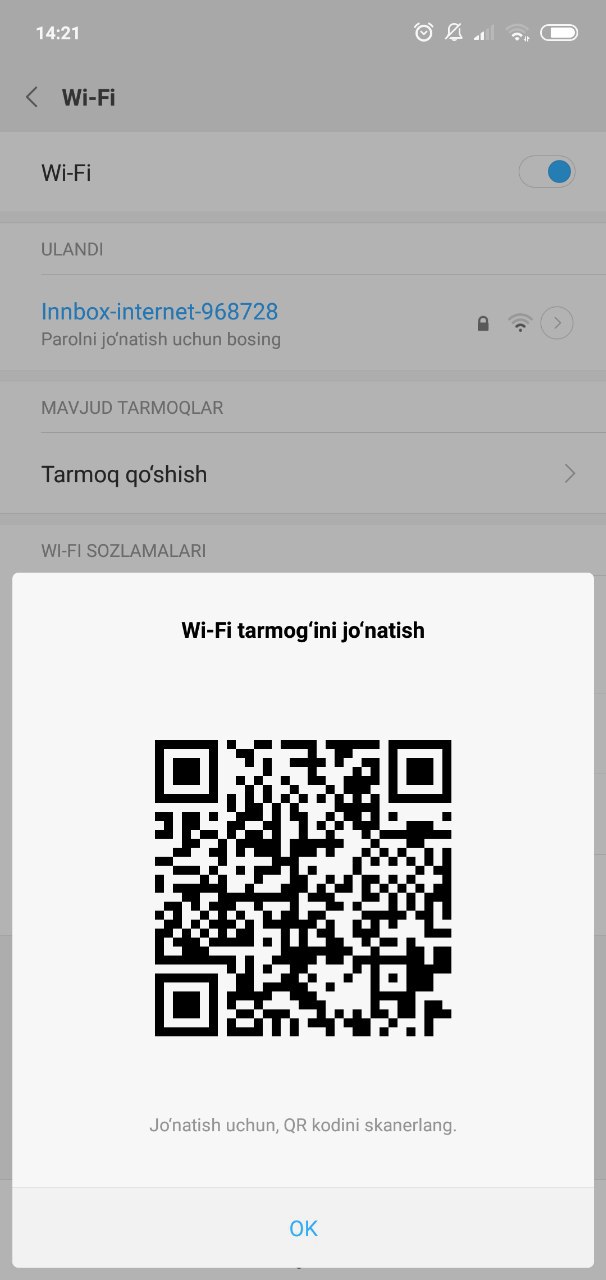 14:21
Wi-Fi
Wi-Fi
ULANDI
Innbox-internet-968728
Parolni jo‘natish uchun bosing
MAVJUD TARMOQLAR
Tarmoq qo‘shish
WI-FI SOZLAMALARI
Wi-Fi tarmog‘ini jo‘natish
Jo‘natish uchun, QR kodini skanerlang.
OK